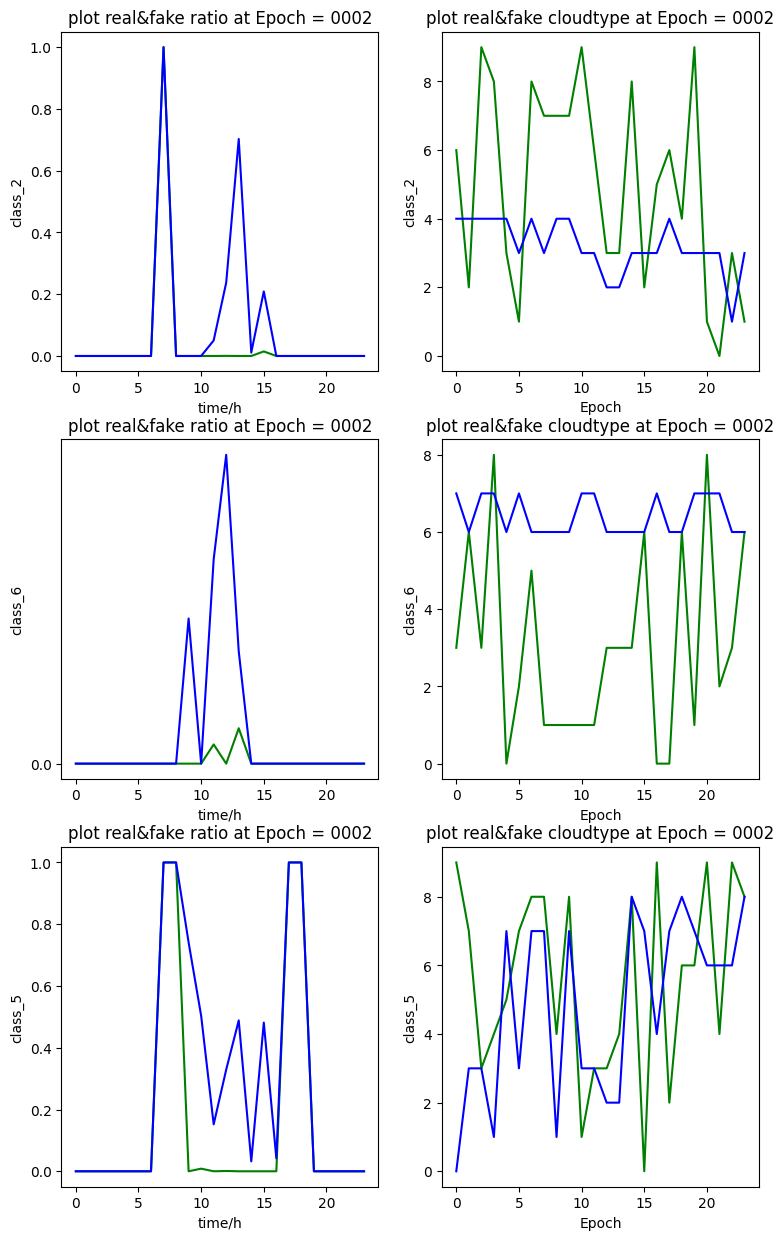 plot real&fake ratio at Epoch = 0002
1.0
0.8
0.6
0.4
0.2
0.0
class_2
0 5 10 15 20
time/h
plot real&fake cloudtype at Epoch = 0002
8
6
4
2
0
class_2
0 5 10 15 20
Epoch
plot real&fake ratio at Epoch = 0002
0.0
class_6
0 5 10 15 20
time/h
plot real&fake cloudtype at Epoch = 0002
8
6
4
2
0
class_6
0 5 10 15 20
Epoch
plot real&fake ratio at Epoch = 0002
1.0
0.8
0.6
0.4
0.2
0.0
class_5
0 5 10 15 20
time/h
plot real&fake cloudtype at Epoch = 0002
8
6
4
2
0
class_5
0 5 10 15 20
Epoch